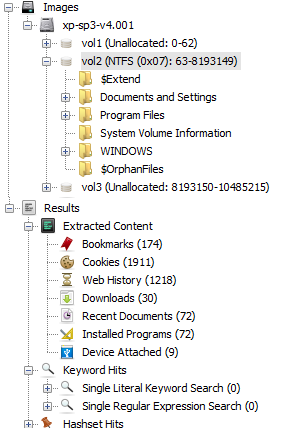 Images
xp-sp3-v4.001
vol1 (Unallocated: 0-62)
vol2 (NTFS (0x07): 63-8193149)
$Extend
Documents and Settings
Program Files
System Volume Information
WINDOWS
$OrphanFiles
vol3 (Unallocated: 8193150-10485215)
Results
Extracted Content
Bookmarks (174)
Cookies (1911)
Web History (1218)
Downloads (30)
Recent Documents (72)
Installed Programs (72)
Device Attached (9)
Keyword Hits
Single Literal Keyword Search (0)
Single Regular Expression Search (0)
Hashset Hits